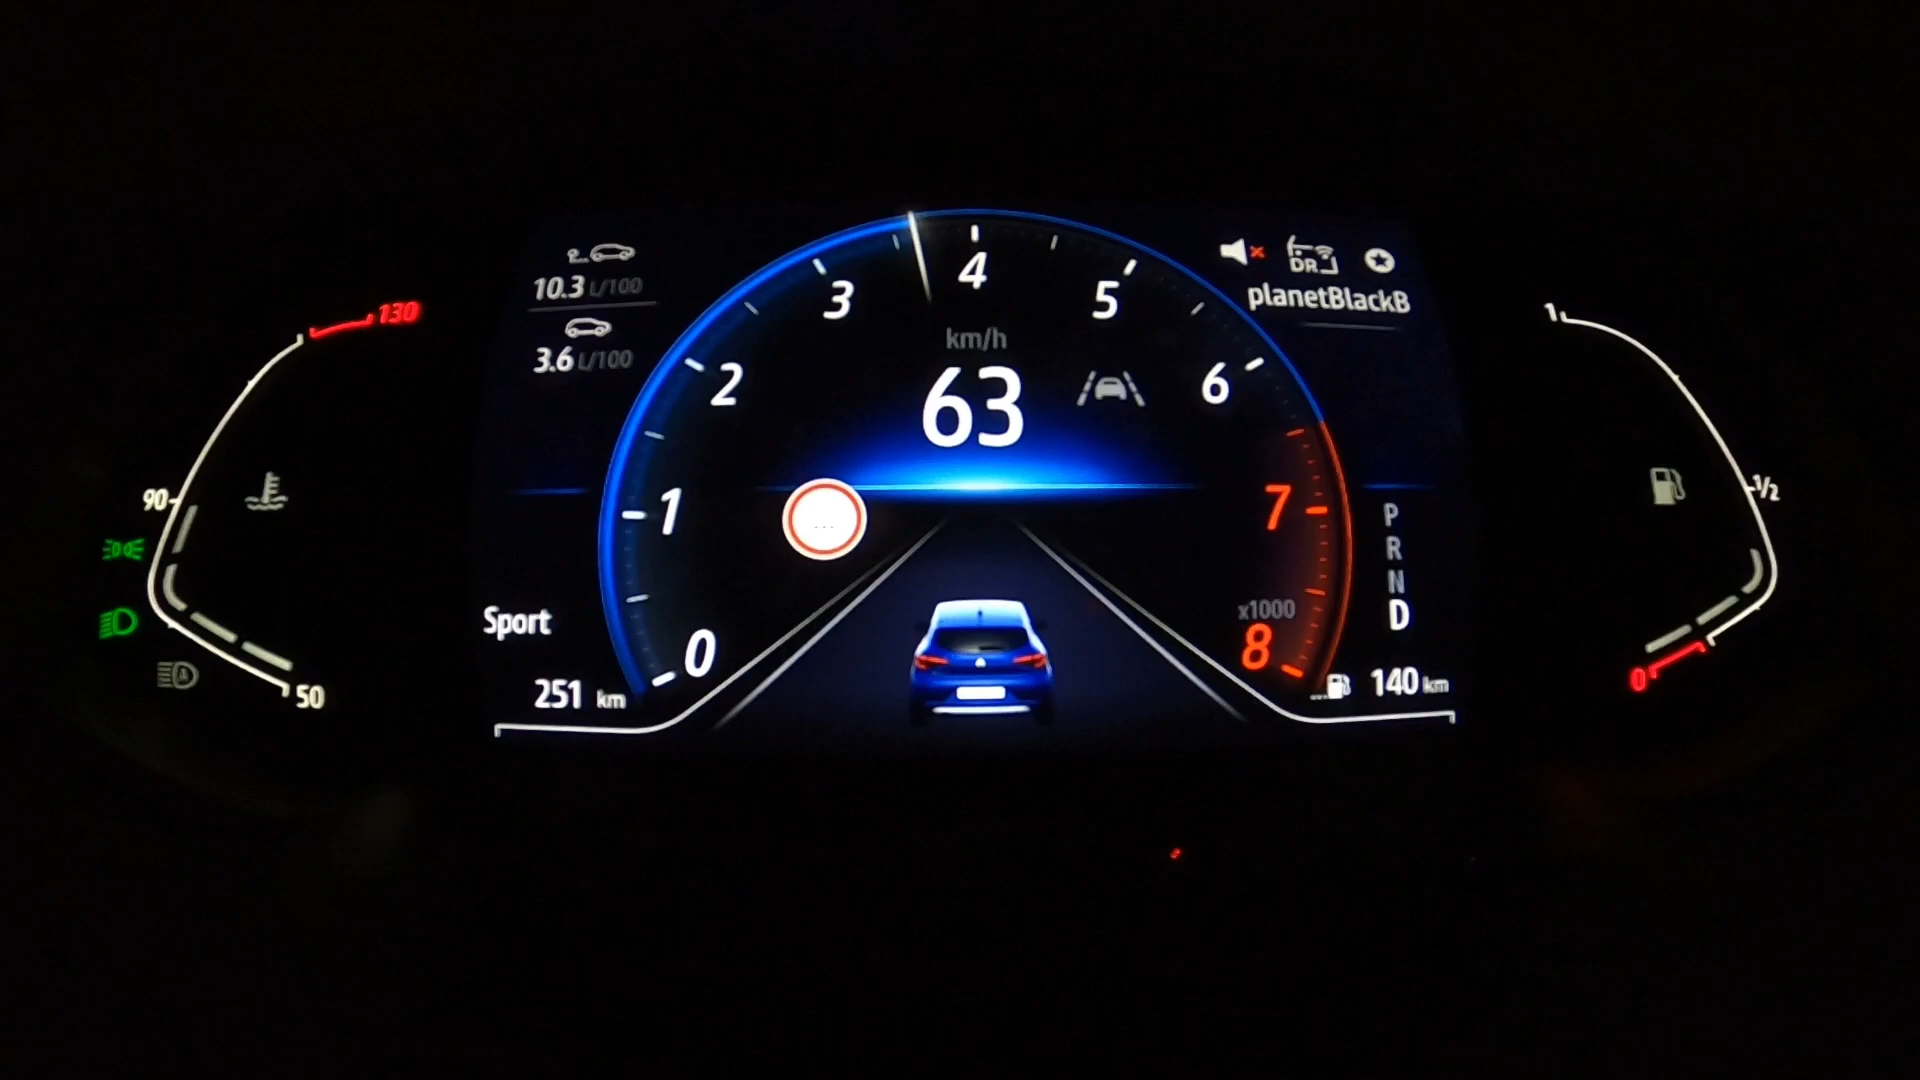 130
90
50
10.3 L/100
3.6 L/100
Sport
251 km
0
1
2
3
4
5
6
7
8
x1000
km/h
63
...
DR
planetBlackB
P
R
N
D
140 km
1
1/2
0
A